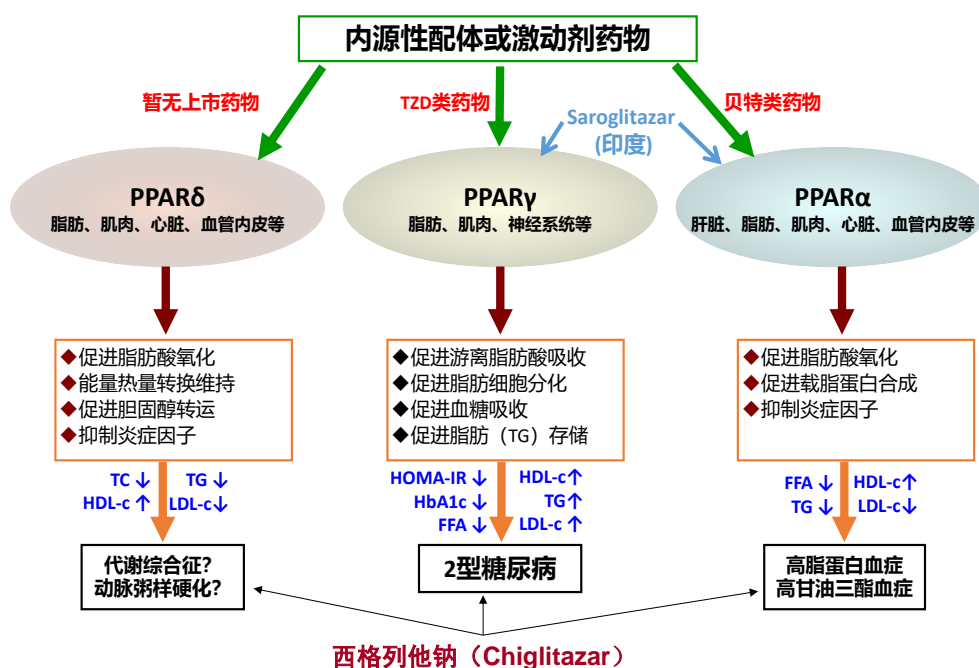 内源性配体或激动剂药物
暂无上市药物
TZD类药物
贝特类药物
Saroglitazar
(印度)
PPARδ
脂肪、肌肉、心脏、血管内皮等
PPARγ
脂肪、肌肉、神经系统等
PPARα
肝脏、脂肪、肌肉、心脏、血管内皮等
◆促进脂肪酸氧化
◆能量热量转换维持
◆促进胆固醇转运
◆抑制炎症因子
◆促进游离脂肪酸吸收
◆促进脂肪细胞分化
◆促进血糖吸收
◆促进脂肪（TG）存储
◆促进脂肪酸氧化
◆促进载脂蛋白合成
◆抑制炎症因子
TC ↓ TG ↓
HDL-c ↑ LDL-c↓
HOMA-IR ↓ HDL-c↑
HbA1c ↓ TG↑
FFA ↓ LDL-c ↑
FFA ↓ HDL-c↑
TG ↓ LDL-c↓
代谢综合征?
动脉粥样硬化?
2型糖尿病
高脂蛋白血症
高甘油三酯血症
西格列他钠（Chiglitazar）